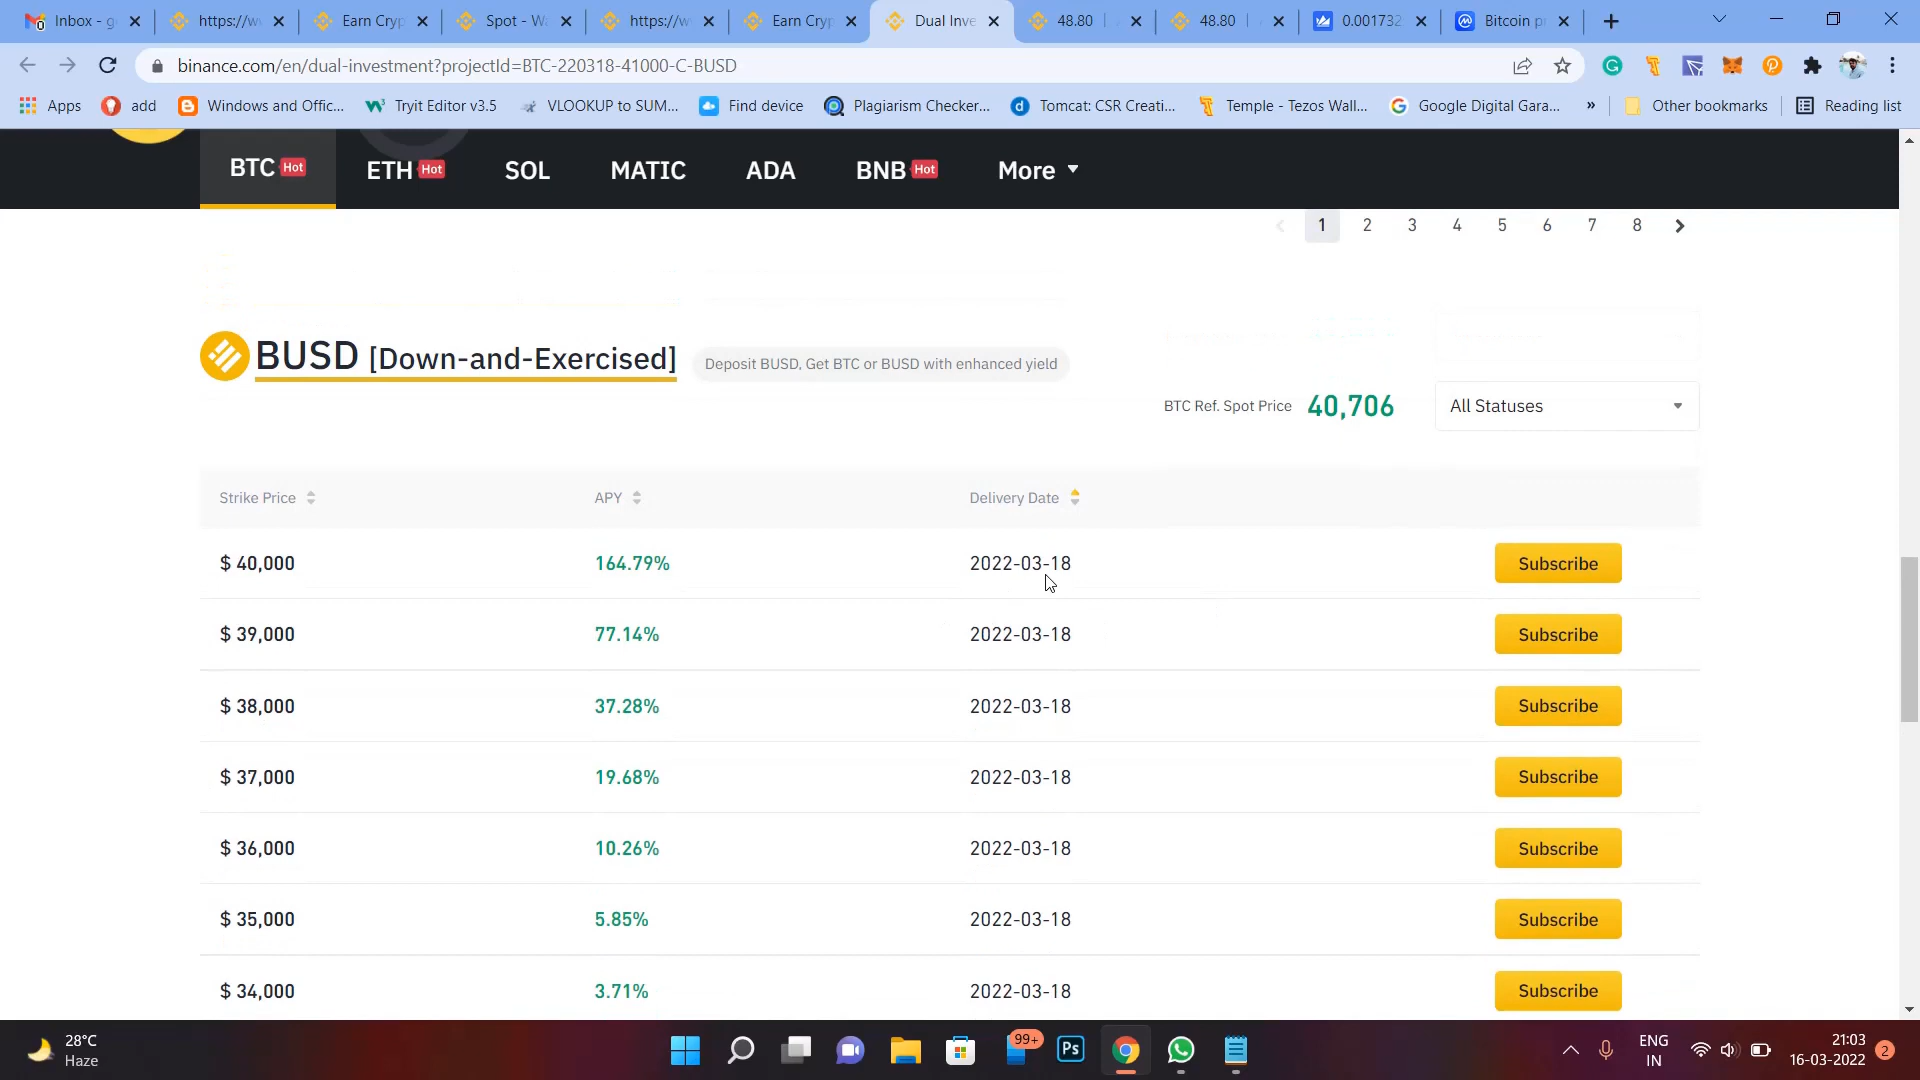 Inbox - g
https://w
Earn Cryp
Spot - W
https://w
Earn Cryp
Dual Inve
48.80
48.80
0.001732
Bitcoin p
binance.com/en/dual-investment?projectId=BTC-220318-41000-C-BUSD
Apps
add
Windows and Offic...
Tryit Editor v3.5
VLOOKUP to SUM...
Find device
Plagiarism Checker...
Tomcat: CSR Creati...
Temple - Tezos Wall...
Google Digital Gara...
»
Other bookmarks
Reading list
BTC Hot
ETH Hot
SOL
MATIC
ADA
BNB Hot
More
1 2 3 4 5 6 7 8
BUSD [Down-and-Exercised]
Deposit BUSD, Get BTC or BUSD with enhanced yield
BTC Ref. Spot Price 40,706
All Statuses
Strike Price APY Delivery Date
$ 40,000 164.79% 2022-03-18 Subscribe
$ 39,000 77.14% 2022-03-18 Subscribe
$ 38,000 37.28% 2022-03-18 Subscribe
$ 37,000 19.68% 2022-03-18 Subscribe
$ 36,000 10.26% 2022-03-18 Subscribe
$ 35,000 5.85% 2022-03-18 Subscribe
$ 34,000 3.71% 2022-03-18 Subscribe
28°C
Haze
99+
Ps
ENG
IN
21:03
16-03-2022
2